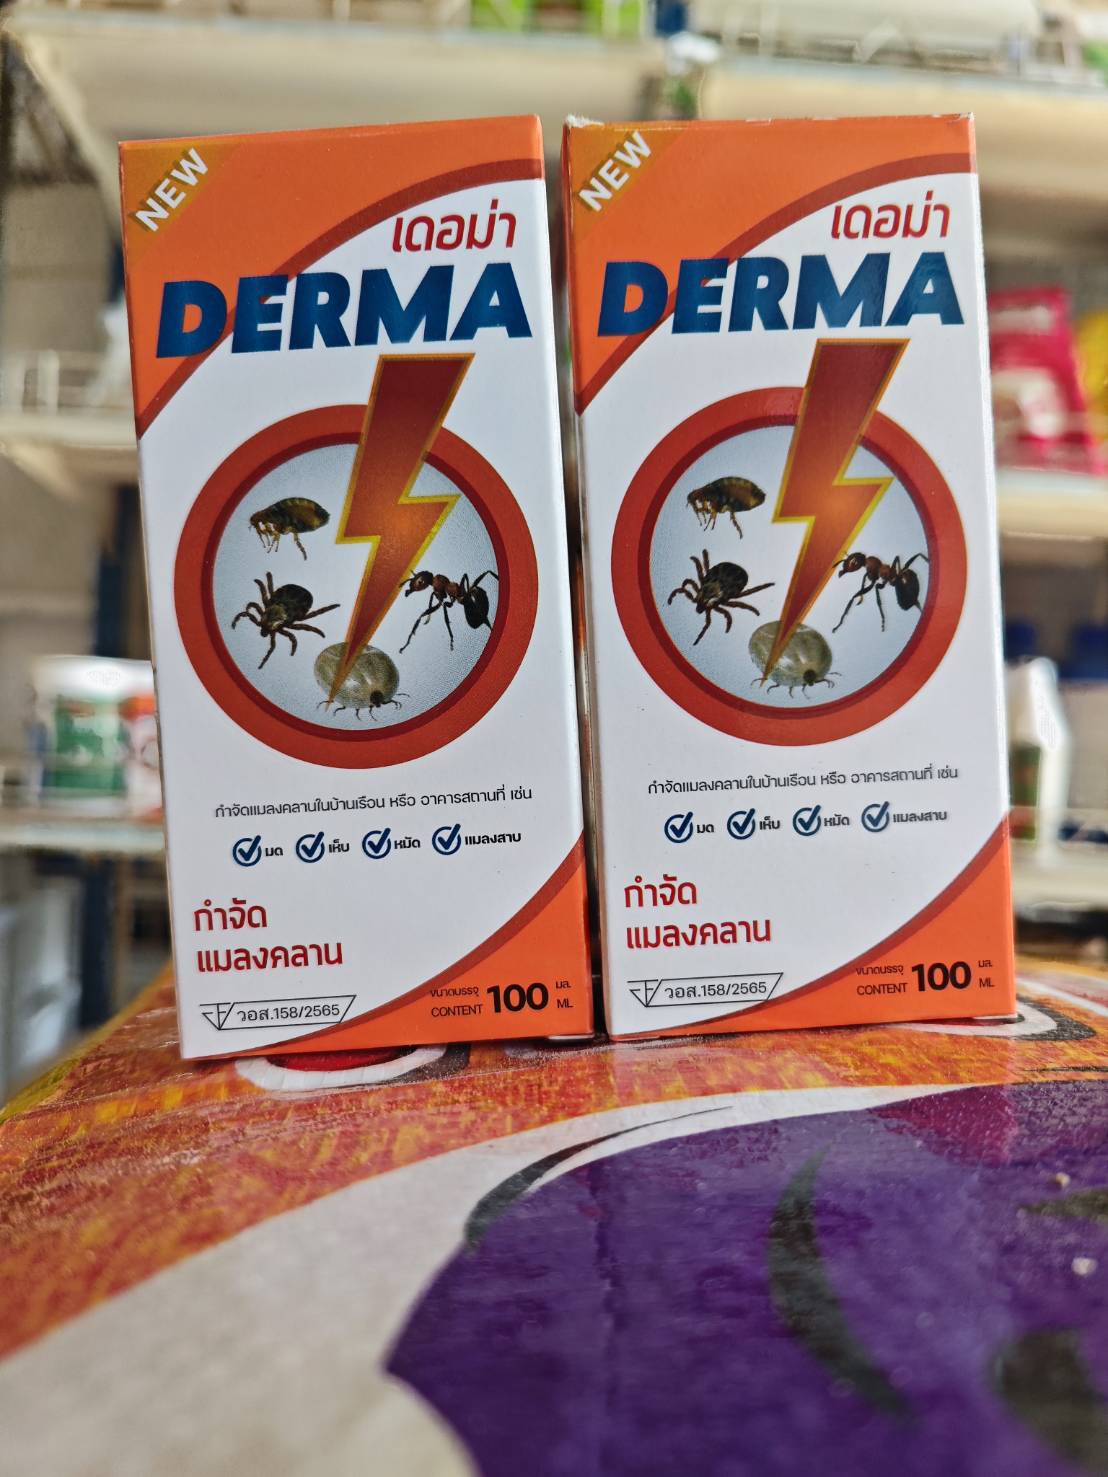 NEW
เดอม่า
DERMA
กำจัดแมลงคลานในบ้านเรือน หรือ อาคารสถานที่ เช่น
มด เห็บ หมัด แมลงสาบ
กำจัด
แมลงคลาน
วอส.158/2565
ขนาดบรรจุ 100 มล.
CONTENT ML
NEW
เดอม่า
DERMA
กำจัดแมลงคลานในบ้านเรือน หรือ อาคารสถานที่ เช่น
มด เห็บ หมัด แมลงสาบ
กำจัด
แมลงคลาน
วอส.158/2565
ขนาดบรรจุ 100 มล.
CONTENT ML